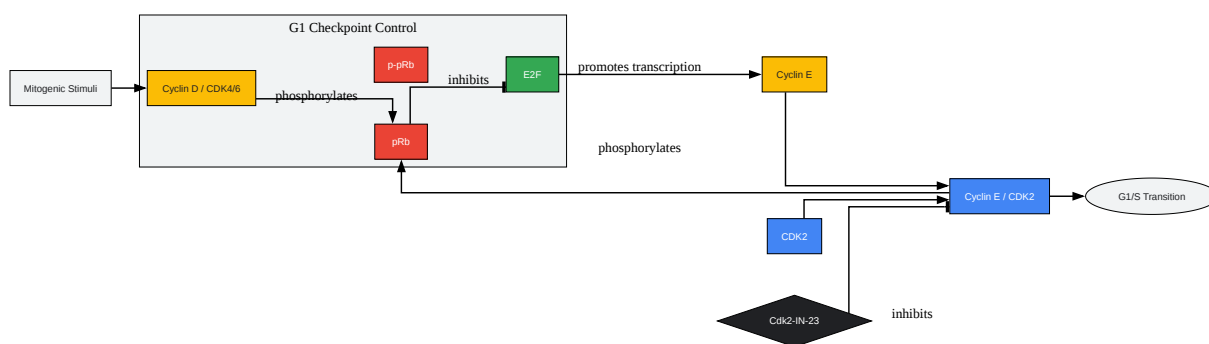 G1 Checkpoint Control
p-pRb
E2F
promotes transcription
Cyclin E
inhibits
Mitogenic Stimuli
Cyclin D / CDK4/6
phosphorylates
pRb
phosphorylates
Cyclin E / CDK2
G1/S Transition
CDK2
Cdk2-IN-23
inhibits